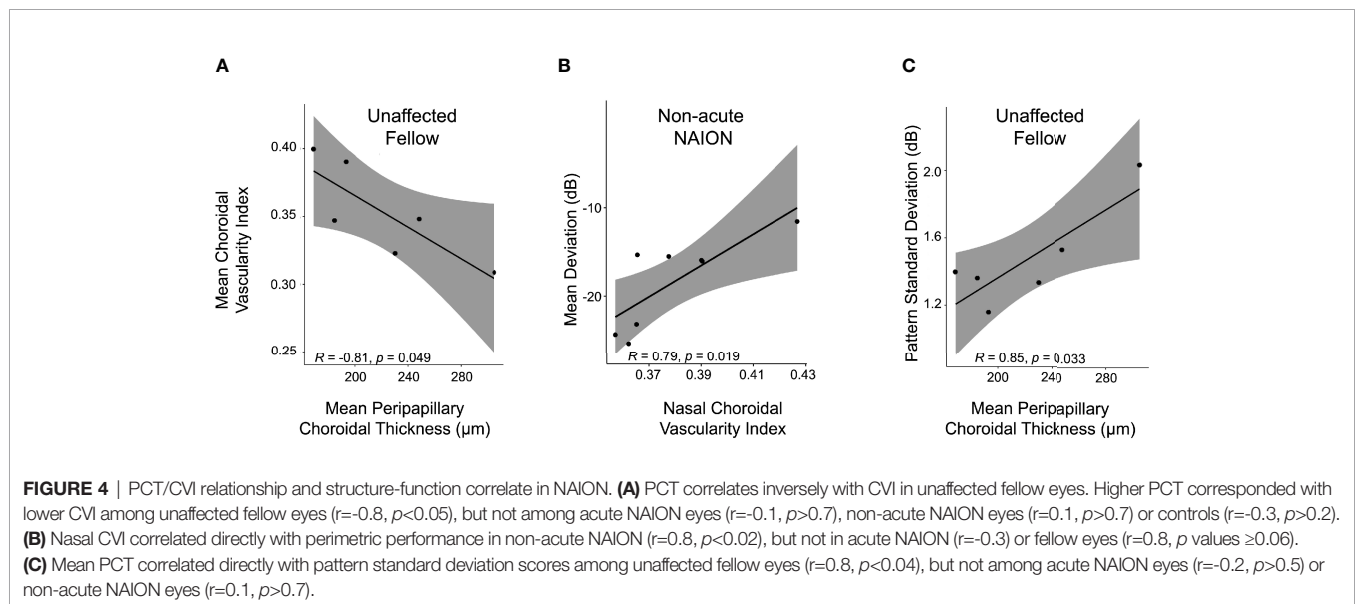 A
Unaffected
Fellow
Mean Choroidal
Vascularity Index
0.40
0.35
0.30
0.25
R = -0.81, p = 0.049
200
240
280
Mean Peripapillary
Choroidal Thickness (µm)
B
Non-acute
NAION
Mean Deviation (dB)
-10
-20
R = 0.79, p = 0.019
0.37
0.39
0.41
0.43
Nasal Choroidal
Vascularity Index
C
Unaffected
Fellow
Pattern Standard Deviation (dB)
2.0
1.6
1.2
R = 0.85, p = 0.033
200
240
280
Mean Peripapillary
Choroidal Thickness (µm)
FIGURE 4 | PCT/CVI relationship and structure-function correlate in NAION. (A) PCT correlates inversely with CVI in unaffected fellow eyes. Higher PCT corresponded with
lower CVI among unaffected fellow eyes (r=-0.8, p<0.05), but not among acute NAION eyes (r=-0.1, p>0.7), non-acute NAION eyes (r=0.1, p>0.7) or controls (r=-0.3, p>0.2).
(B) Nasal CVI correlated directly with perimetric performance in non-acute NAION (r=0.8, p<0.02), but not in acute NAION (r=-0.3) or fellow eyes (r=0.8, p values ≥0.06).
(C) Mean PCT correlated directly with pattern standard deviation scores among unaffected fellow eyes (r=0.8, p<0.04), but not among acute NAION eyes (r=-0.2, p>0.5) or
non-acute NAION eyes (r=0.1, p>0.7).